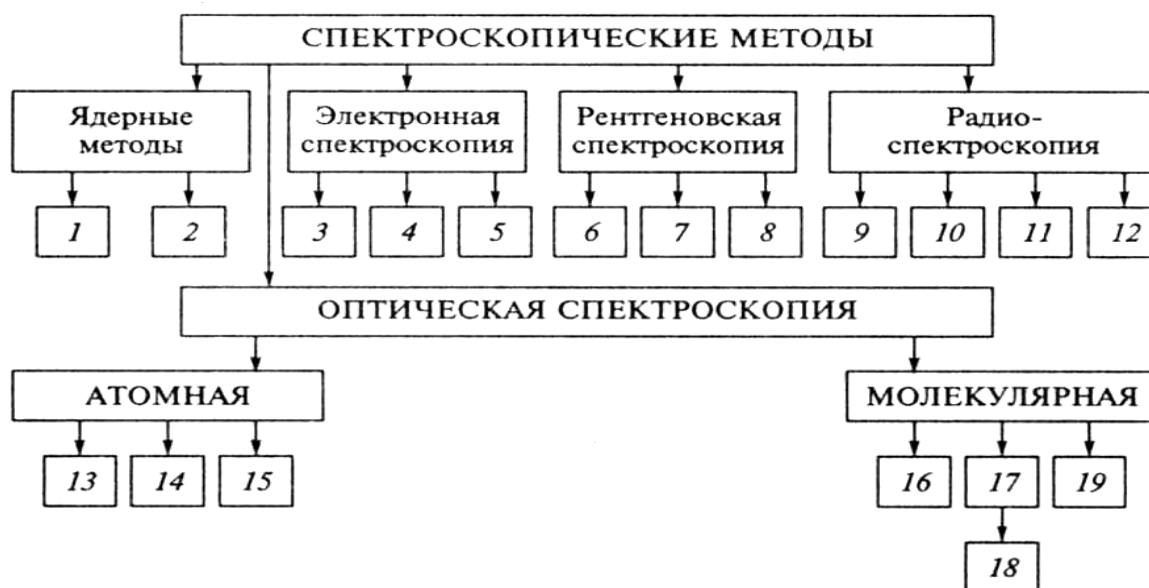 СПЕКТРОСКОПИЧЕСКИЕ МЕТОДЫ
Ядерные
методы
Электронная
спектроскопия
Рентгеновская
спектроскопия
Радио-
спектроскопия
1 2 3 4 5 6 7 8 9 10 11 12
ОПТИЧЕСКАЯ СПЕКТРОСКОПИЯ
АТОМНАЯ
МОЛЕКУЛЯРНАЯ
13 14 15 16 17 19
18